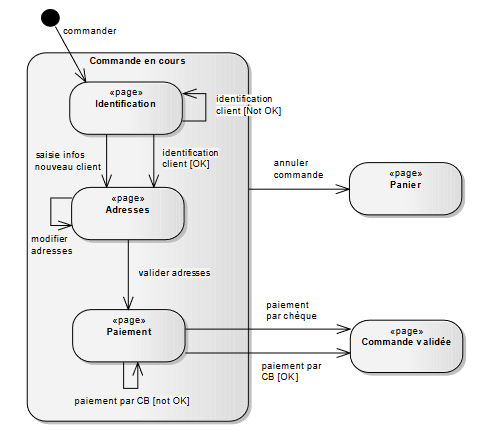 commander
Commande en cours
«page»
Identification
identification
client [Not OK]
saisie infos
nouveau client
identification
client [OK]
annuler
commande
«page»
Panier
«page»
Adresses
modifier
adresses
valider adresses
«page»
Paiement
paiement
par chèque
«page»
Commande validée
paiement par
CB [OK]
paiement par CB [not OK]